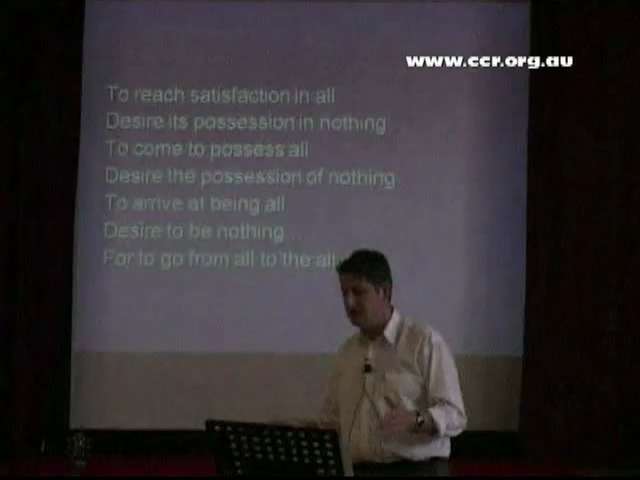 www.ccr.org.au
To reach satisfaction in all
Desire its possession in nothing
To come to possess all
Desire the possession of nothing
To arrive at being all
Desire to be nothing...
For to go from all to the all